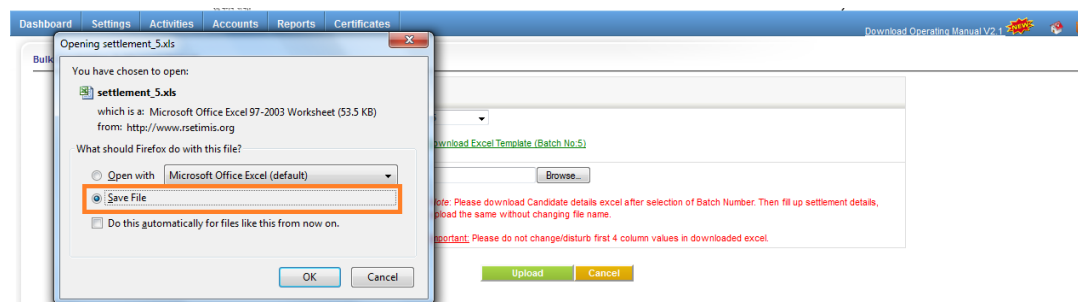 Dashboard Settings Activities Accounts Reports Certificates
Download Operating Manual V2.1 NEW
Opening settlement_5.xls
x
Bulk
You have chosen to open:
settlement_5.xls
which is a: Microsoft Office Excel 97-2003 Worksheet (53.5 KB)
from: http://www.rsetimis.org
What should Firefox do with this file?
Open with Microsoft Office Excel (default)
Save File
Do this automatically for files like this from now on.
OK Cancel
ownload Excel Template (Batch No:5)
Browse...
ote: Please download Candidate details excel after selection of Batch Number. Then fill up settlement details,
pload the same without changing file name.
mportant: Please do not change/disturb first 4 column values in downloaded excel.
Upload Cancel